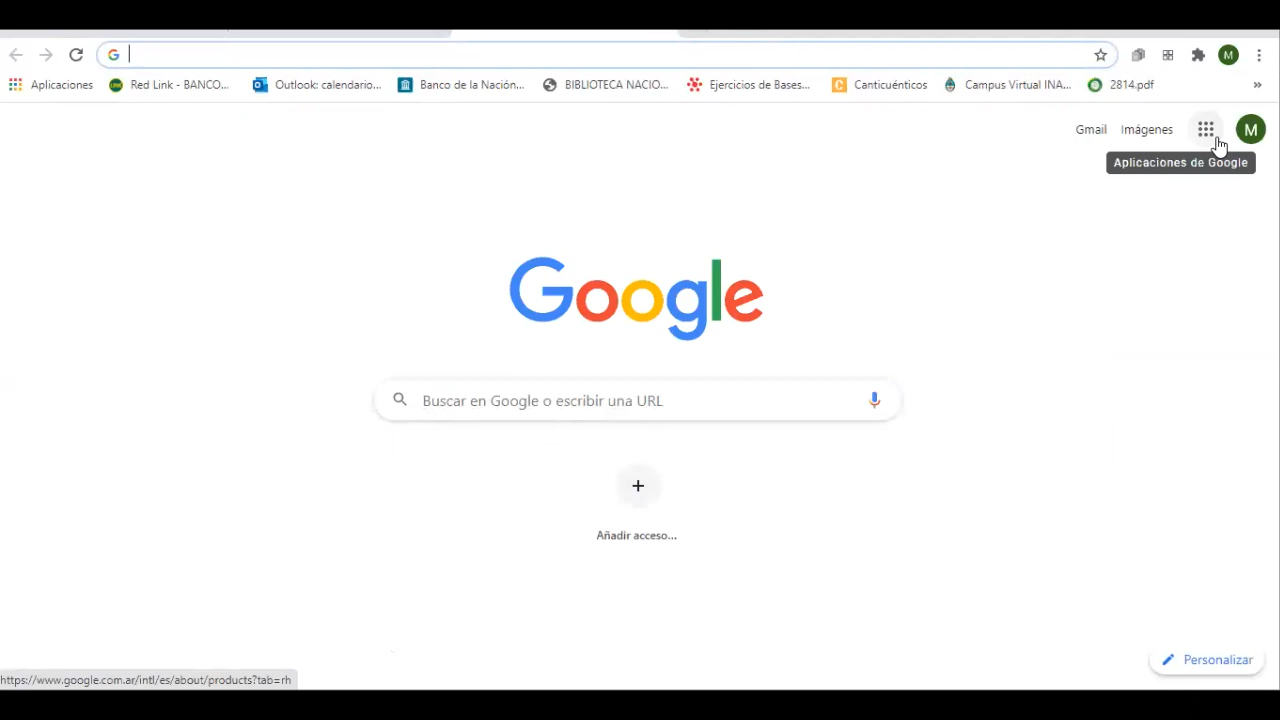 Aplicaciones Red Link - BANCO... Outlook: calendario... Banco de la Nación... BIBLIOTECA NACIO... Ejercicios de Bases... Canticuénticos Campus Virtual INA... 2814.pdf »
Gmail Imágenes M
Aplicaciones de Google
Google
Buscar en Google o escribir una URL
Añadir acceso...
Personalizar
https://www.google.com.ar/intl/es/about/products?tab=rh